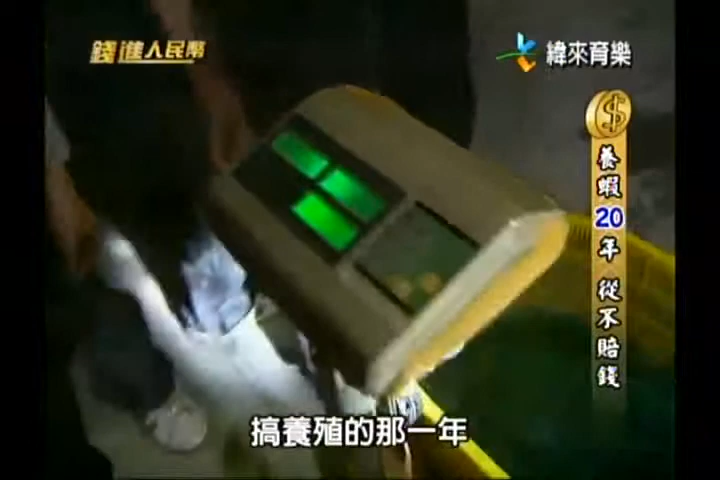 錢進人民幣
緯來育樂
$
養蝦20年 從不賠錢
搞養殖的那一年